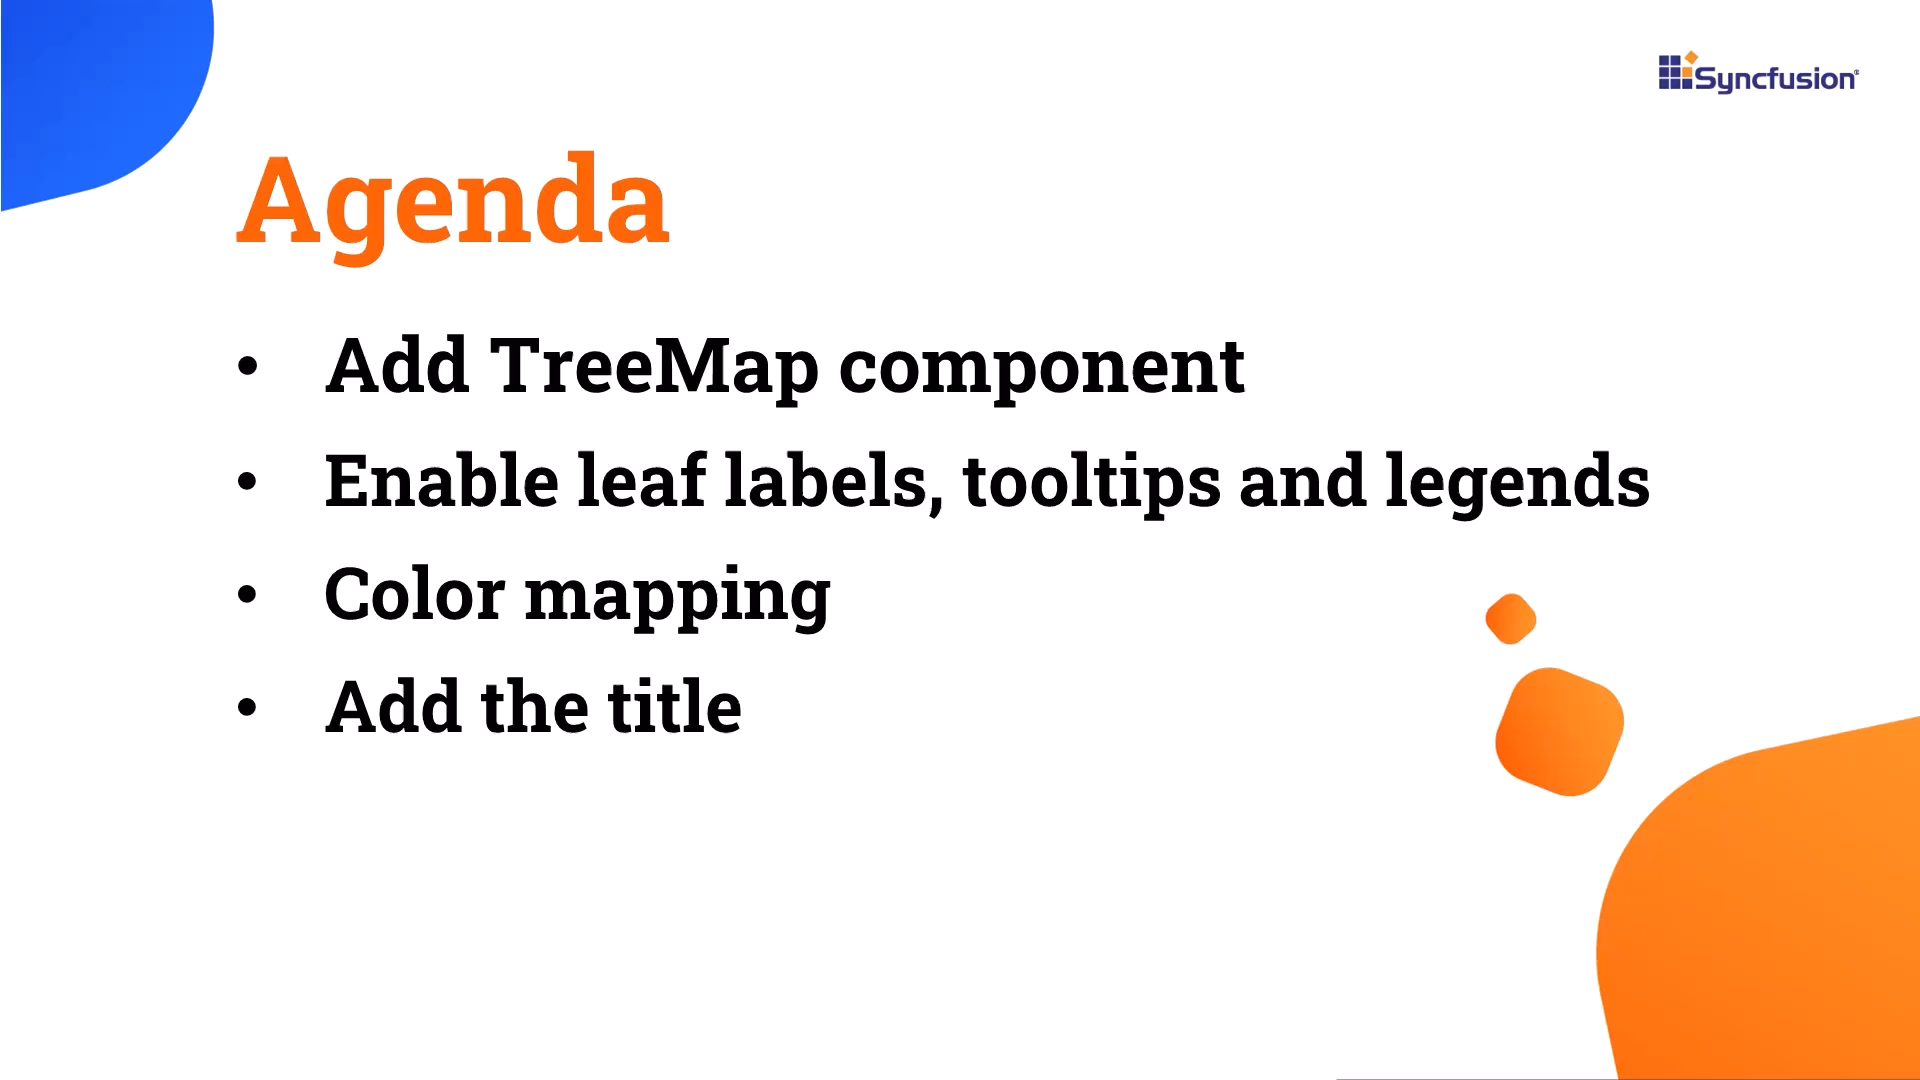 Syncfusion®
Agenda
• Add TreeMap component
• Enable leaf labels, tooltips and legends
• Color mapping
• Add the title